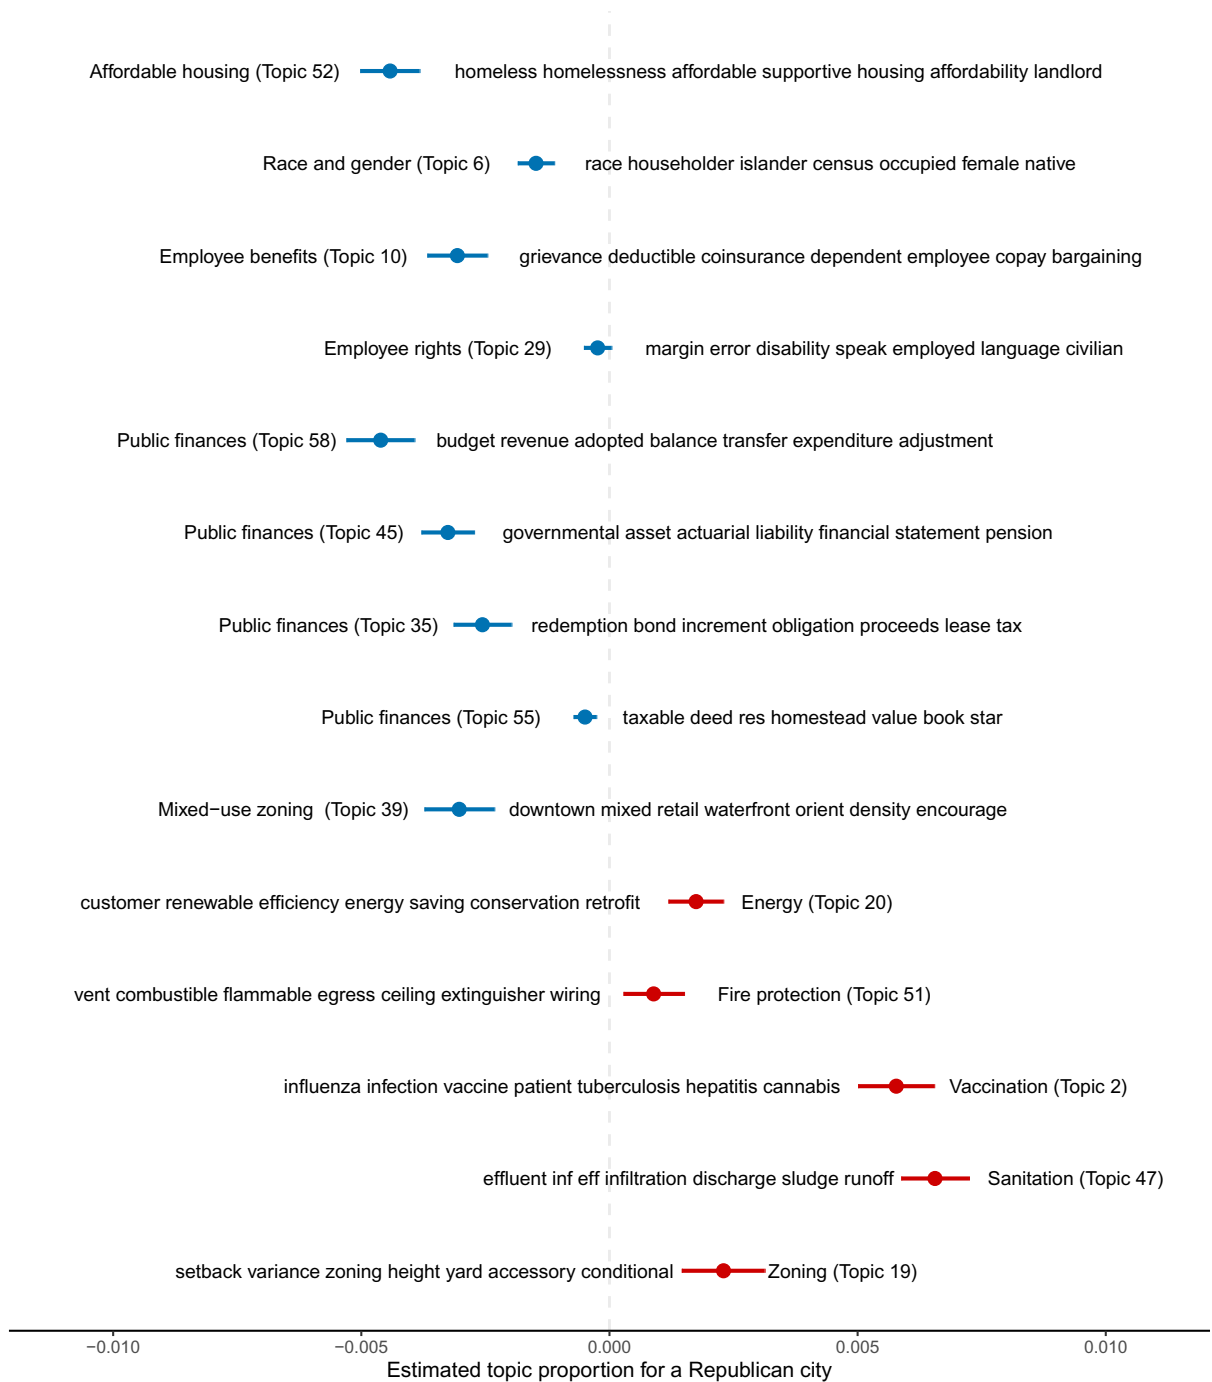 Affordable housing (Topic 52) homeless homelessness affordable supportive housing affordability landlord
Race and gender (Topic 6) race householder islander census occupied female native
Employee benefits (Topic 10) grievance deductible coinsurance dependent employee copay bargaining
Employee rights (Topic 29) margin error disability speak employed language civilian
Public finances (Topic 58) budget revenue adopted balance transfer expenditure adjustment
Public finances (Topic 45) governmental asset actuarial liability financial statement pension
Public finances (Topic 35) redemption bond increment obligation proceeds lease tax
Public finances (Topic 55) taxable deed res homestead value book star
Mixed−use zoning  (Topic 39) downtown mixed retail waterfront orient density encourage
customer renewable efficiency energy saving conservation retrofit Energy (Topic 20)
vent combustible flammable egress ceiling extinguisher wiring Fire protection (Topic 51)
influenza infection vaccine patient tuberculosis hepatitis cannabis Vaccination (Topic 2)
effluent inf eff infiltration discharge sludge runoff Sanitation (Topic 47)
setback variance zoning height yard accessory conditional Zoning (Topic 19)
−0.010 −0.005 0.000 0.005 0.010
Estimated topic proportion for a Republican city